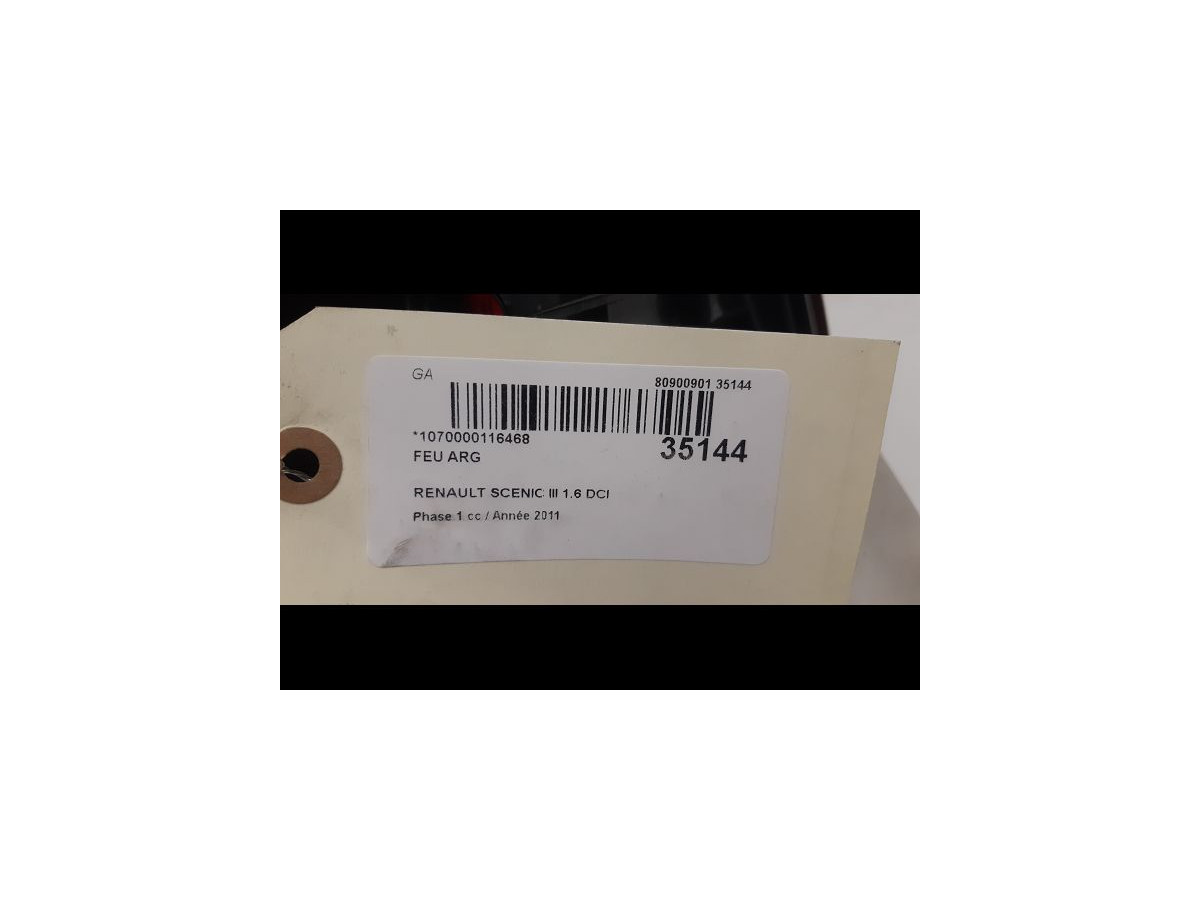 GA
80900901 35144
*1070000116468
35144
FEU ARG
RENAULT SCENIC III 1.6 DCI
Phase 1 cc / Année 2011